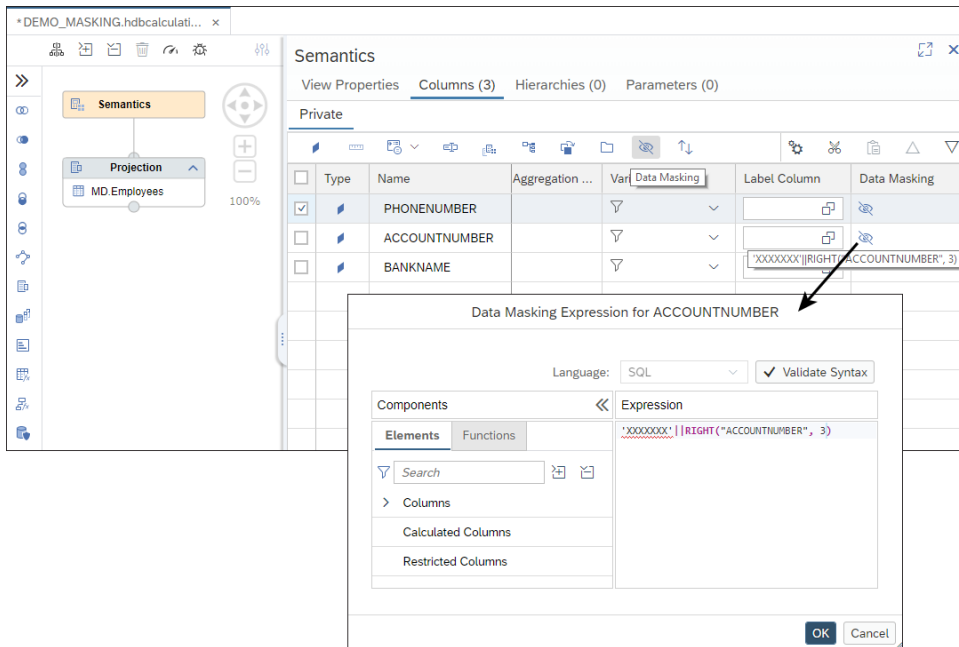 *DEMO_MASKING.hdbcalculati... ×
Semantics
View Properties Columns (3) Hierarchies (0) Parameters (0)
Private
Semantics
Projection
MD.Employees
100%
Type Name Aggregation ... Vari Data Masking Label Column Data Masking
PHONENUMBER
ACCOUNTNUMBER
'XXXXXXX'||RIGHT("ACCOUNTNUMBER", 3)
BANKNAME
Data Masking Expression for ACCOUNTNUMBER
Language: SQL Validate Syntax
Components Expression
Elements Functions
'XXXXXXX'||RIGHT("ACCOUNTNUMBER", 3)
Search
Columns
Calculated Columns
Restricted Columns
OK Cancel